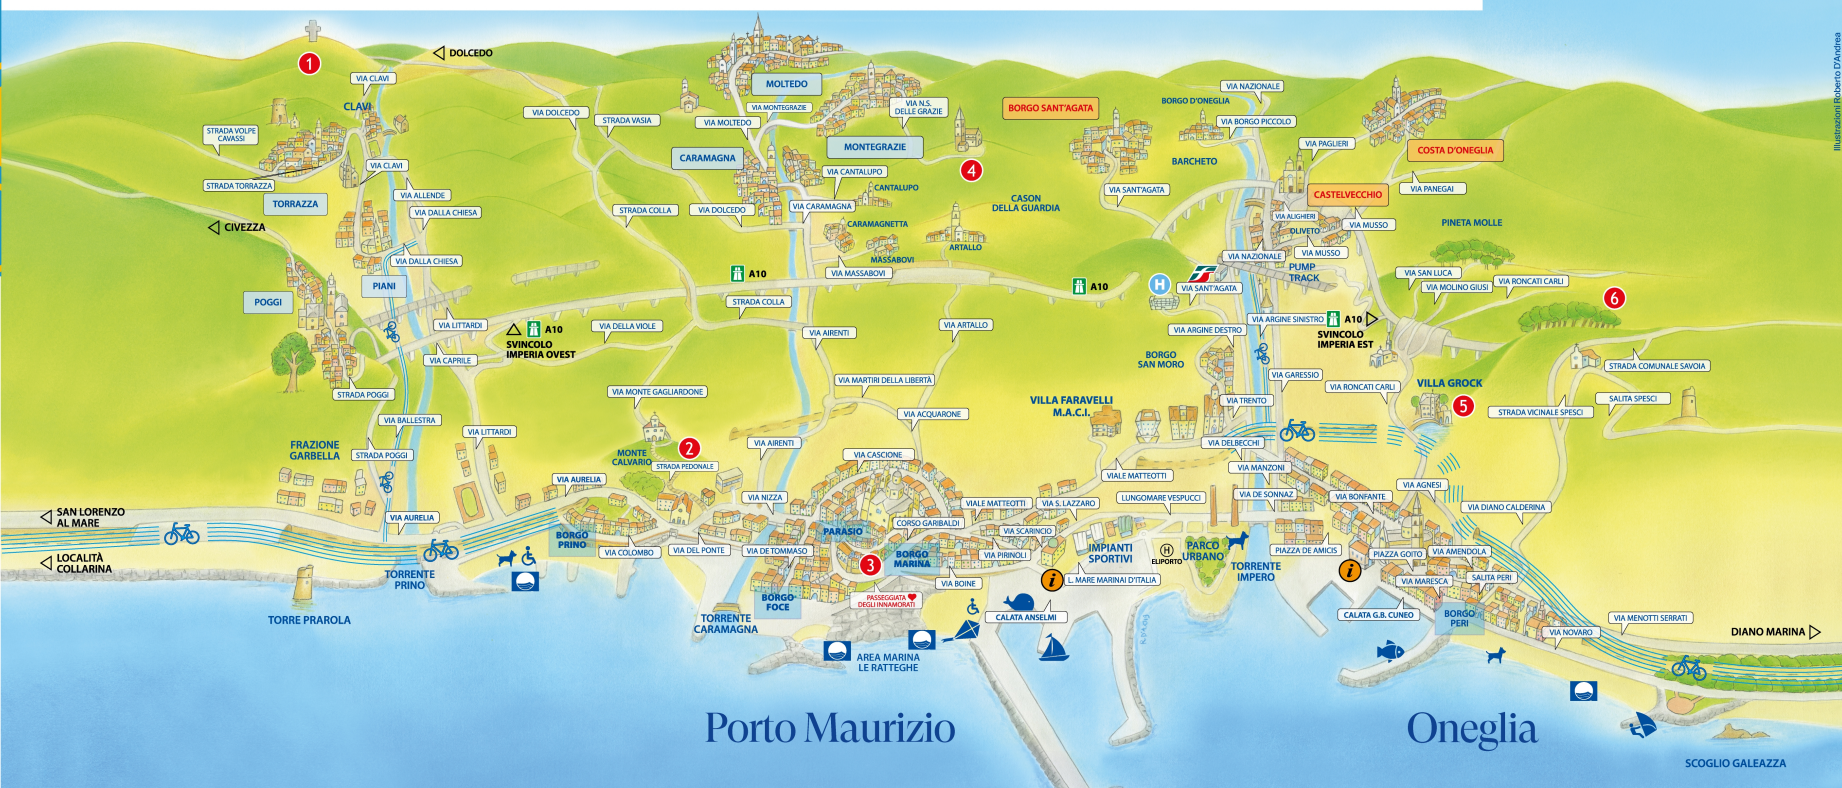 Illustrazioni Roberto D'Andrea
1
DOLCEDO
VIA CLAVI
CLAVI
STRADA VOLPE
CAVASSI
VIA CLAVI
STRADA TORRAZZA
TORRAZZA
VIA ALLENDE
VIA DALLA CHIESA
CIVEZZA
VIA DALLA CHIESA
PIANI
POGGI
VIA LITTARDI
A10
SVINCOLO
IMPERIA OVEST
VIA CAPRILE
STRADA POGGI
VIA BALLESTRA
VIA LITTARDI
FRAZIONE
GARBELLA
STRADA POGGI
VIA AURELIA
SAN LORENZO
AL MARE
LOCALITÀ
COLLARINA
TORRE PRAROLA
TORRENTE
PRINO
VIA DOLCEDO
STRADA VASIA
MOLTEDO
VIA MONTEGRAZIE
VIA MOLTEDO
VIA N.S.
DELLE GRAZIE
CARAMAGNA
MONTEGRAZIE
4
VIA CANTALUPO
CANTALUPO
STRADA COLLA
VIA DOLCEDO
VIA CARAMAGNA
CARAMAGNETTA
ARTALLO
MASSABOVI
VIA MASSABOVI
CASON
DELLA GUARDIA
A10
STRADA COLLA
A10
VIA DELLA VIOLE
VIA AIRENTI
VIA ARTALLO
VIA MONTE GAGLIARDONE
VIA MARTIRI DELLA LIBERTÀ
VIA ACQUARONE
VIA AIRENTI
2
MONTE
CALVARIO
STRADA PEDONALE
VIA CASCIONE
VIA AURELIA
VIA NIZZA
BORGO
PRINO
VIA COLOMBO
VIA DEL PONTE
VIA DE TOMMASO
PARASIO
CORSO GARIBALDI
BORGO
MARINA
3
VIALE MATTEOTTI
VIA S. LAZZARO
VIA SCARINCIO
VIA PIRINOLI
VIA BOINE
BORGO
FOCE
PASSEGGIATA
DEGLI INNAMORATI
TORRENTE
CARAMAGNA
AREA MARINA
LE RATTEGHE
CALATA ANSELMI
i
L. MARE MARINAI D'ITALIA
IMPIANTI
SPORTIVI
H
ELIPORTO
PARCO
URBANO
TORRENTE
IMPERO
BORGO SANT'AGATA
VIA NAZIONALE
BORGO D'ONEGLIA
VIA BORGO PICCOLO
BARCHETO
VIA SANT'AGATA
VIA PAGLIERI
COSTA D'ONEGLIA
CASTELVECCHIO
VIA PANEGAI
VIA ALIGHIERI
OLIVETO
VIA MUSSO
VIA MUSSO
PINETA MOLLE
VIA NAZIONALE
PUMP
TRACK
H
VIA SANT'AGATA
VIA SAN LUCA
VIA MOLINO GIUSI
VIA RONCATI CARLI
6
VIA ARGINE SINISTRO
A10
SVINCOLO
IMPERIA EST
VIA ARGINE DESTRO
BORGO
SAN MORO
VIA GARESSIO
VIA RONCATI CARLI
VILLA GROCK
5
STRADA COMUNALE SAVOIA
SALITA SPESCI
STRADA VICINALE SPESCI
VILLA FARAVELLI
M.A.C.I.
VIA TRENTO
VIA DELBECCHI
VIA MANZONI
VIALE MATTEOTTI
LUNGOMARE VESPUCCI
VIA DE SONNAZ
VIA BONFANTE
VIA AGNESI
VIA DIANO CALDERINA
PIAZZA DE AMICIS
i
PIAZZA GOITO
VIA AMENDOLA
VIA MARESCA
SALITA PERI
CALATA G.B. CUNEO
BORGO
PERI
VIA NOVARO
VIA MENOTTI SERRATI
DIANO MARINA
SCOGLIO GALEAZZA
Porto Maurizio
Oneglia